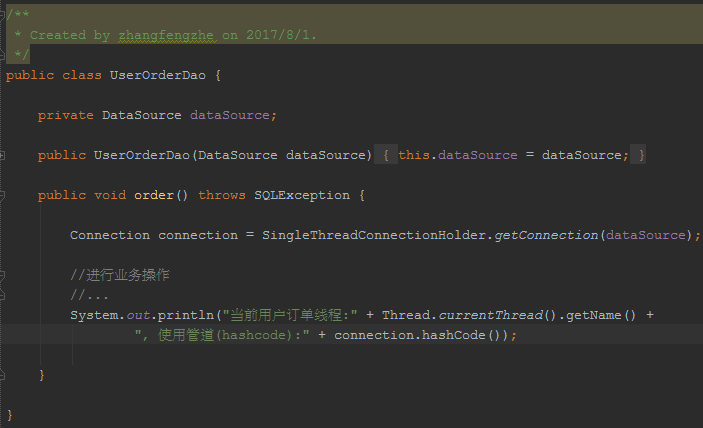 /**
 * Created by zhangfengzhe on 2017/8/1.
 */
public class UserOrderDao {
private DataSource dataSource;
public UserOrderDao(DataSource dataSource) { this.dataSource = dataSource; }
public void order() throws SQLException {
Connection connection = SingleThreadConnectionHolder.getConnection(dataSource);
//进行业务操作
//...
System.out.println("当前用户订单线程:" + Thread.currentThread().getName() +
", 使用管道(hashcode):" + connection.hashCode());
}
}